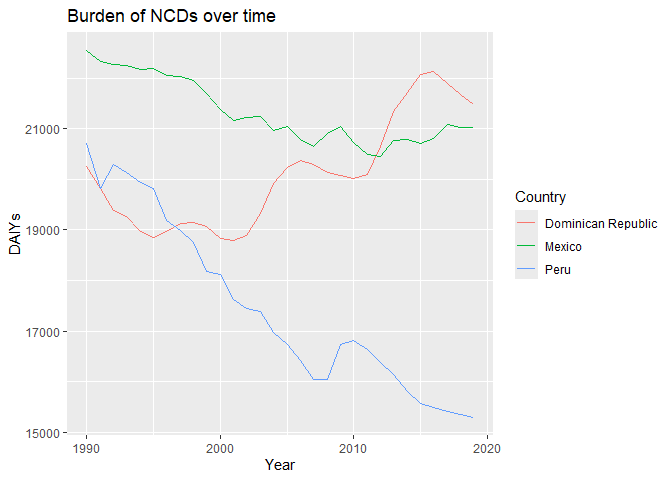 Burden of NCDs over time
DAlYs
21000
19000
17000
15000
1990
2000
2010
2020
Year
Country
Dominican Republic
Mexico
Peru